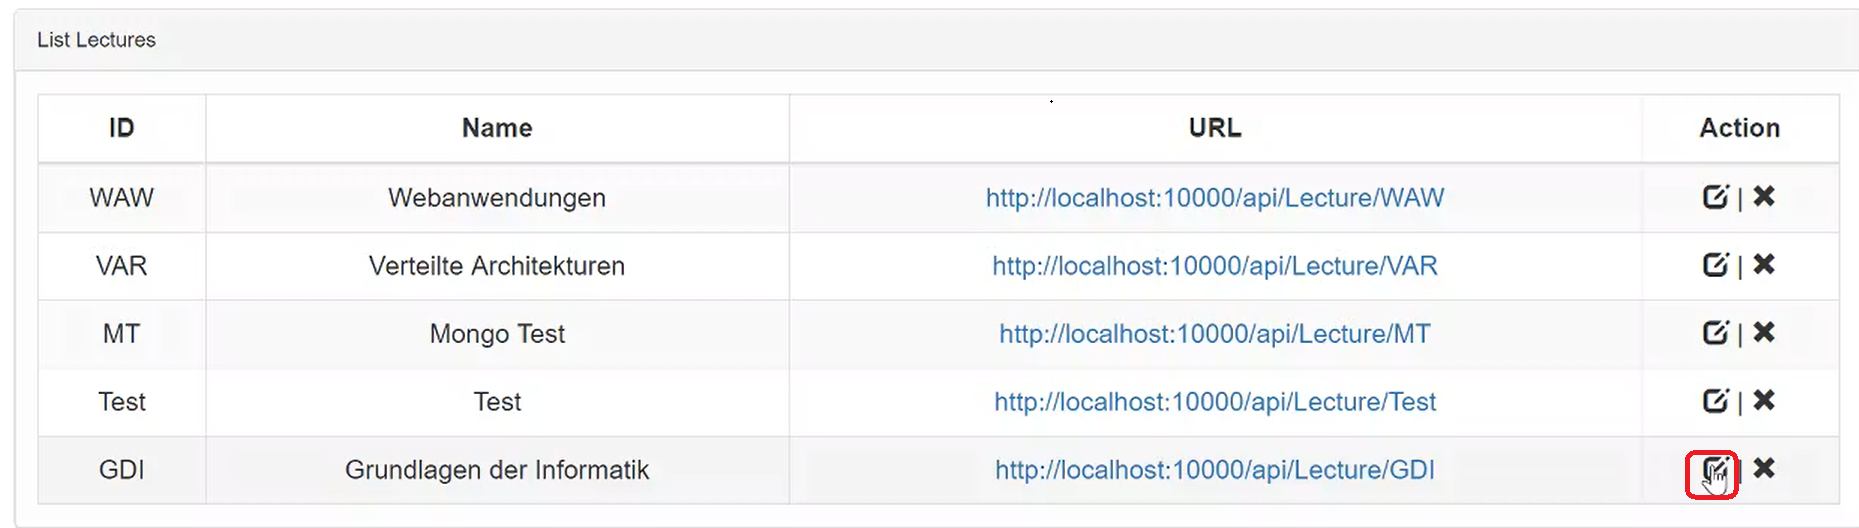 List Lectures
ID Name URL Action
WAW Webanwendungen http://localhost:10000/api/Lecture/WAW |
VAR Verteilte Architekturen http://localhost:10000/api/Lecture/VAR |
MT Mongo Test http://localhost:10000/api/Lecture/MT |
Test Test http://localhost:10000/api/Lecture/Test |
GDI Grundlagen der Informatik http://localhost:10000/api/Lecture/GDI |